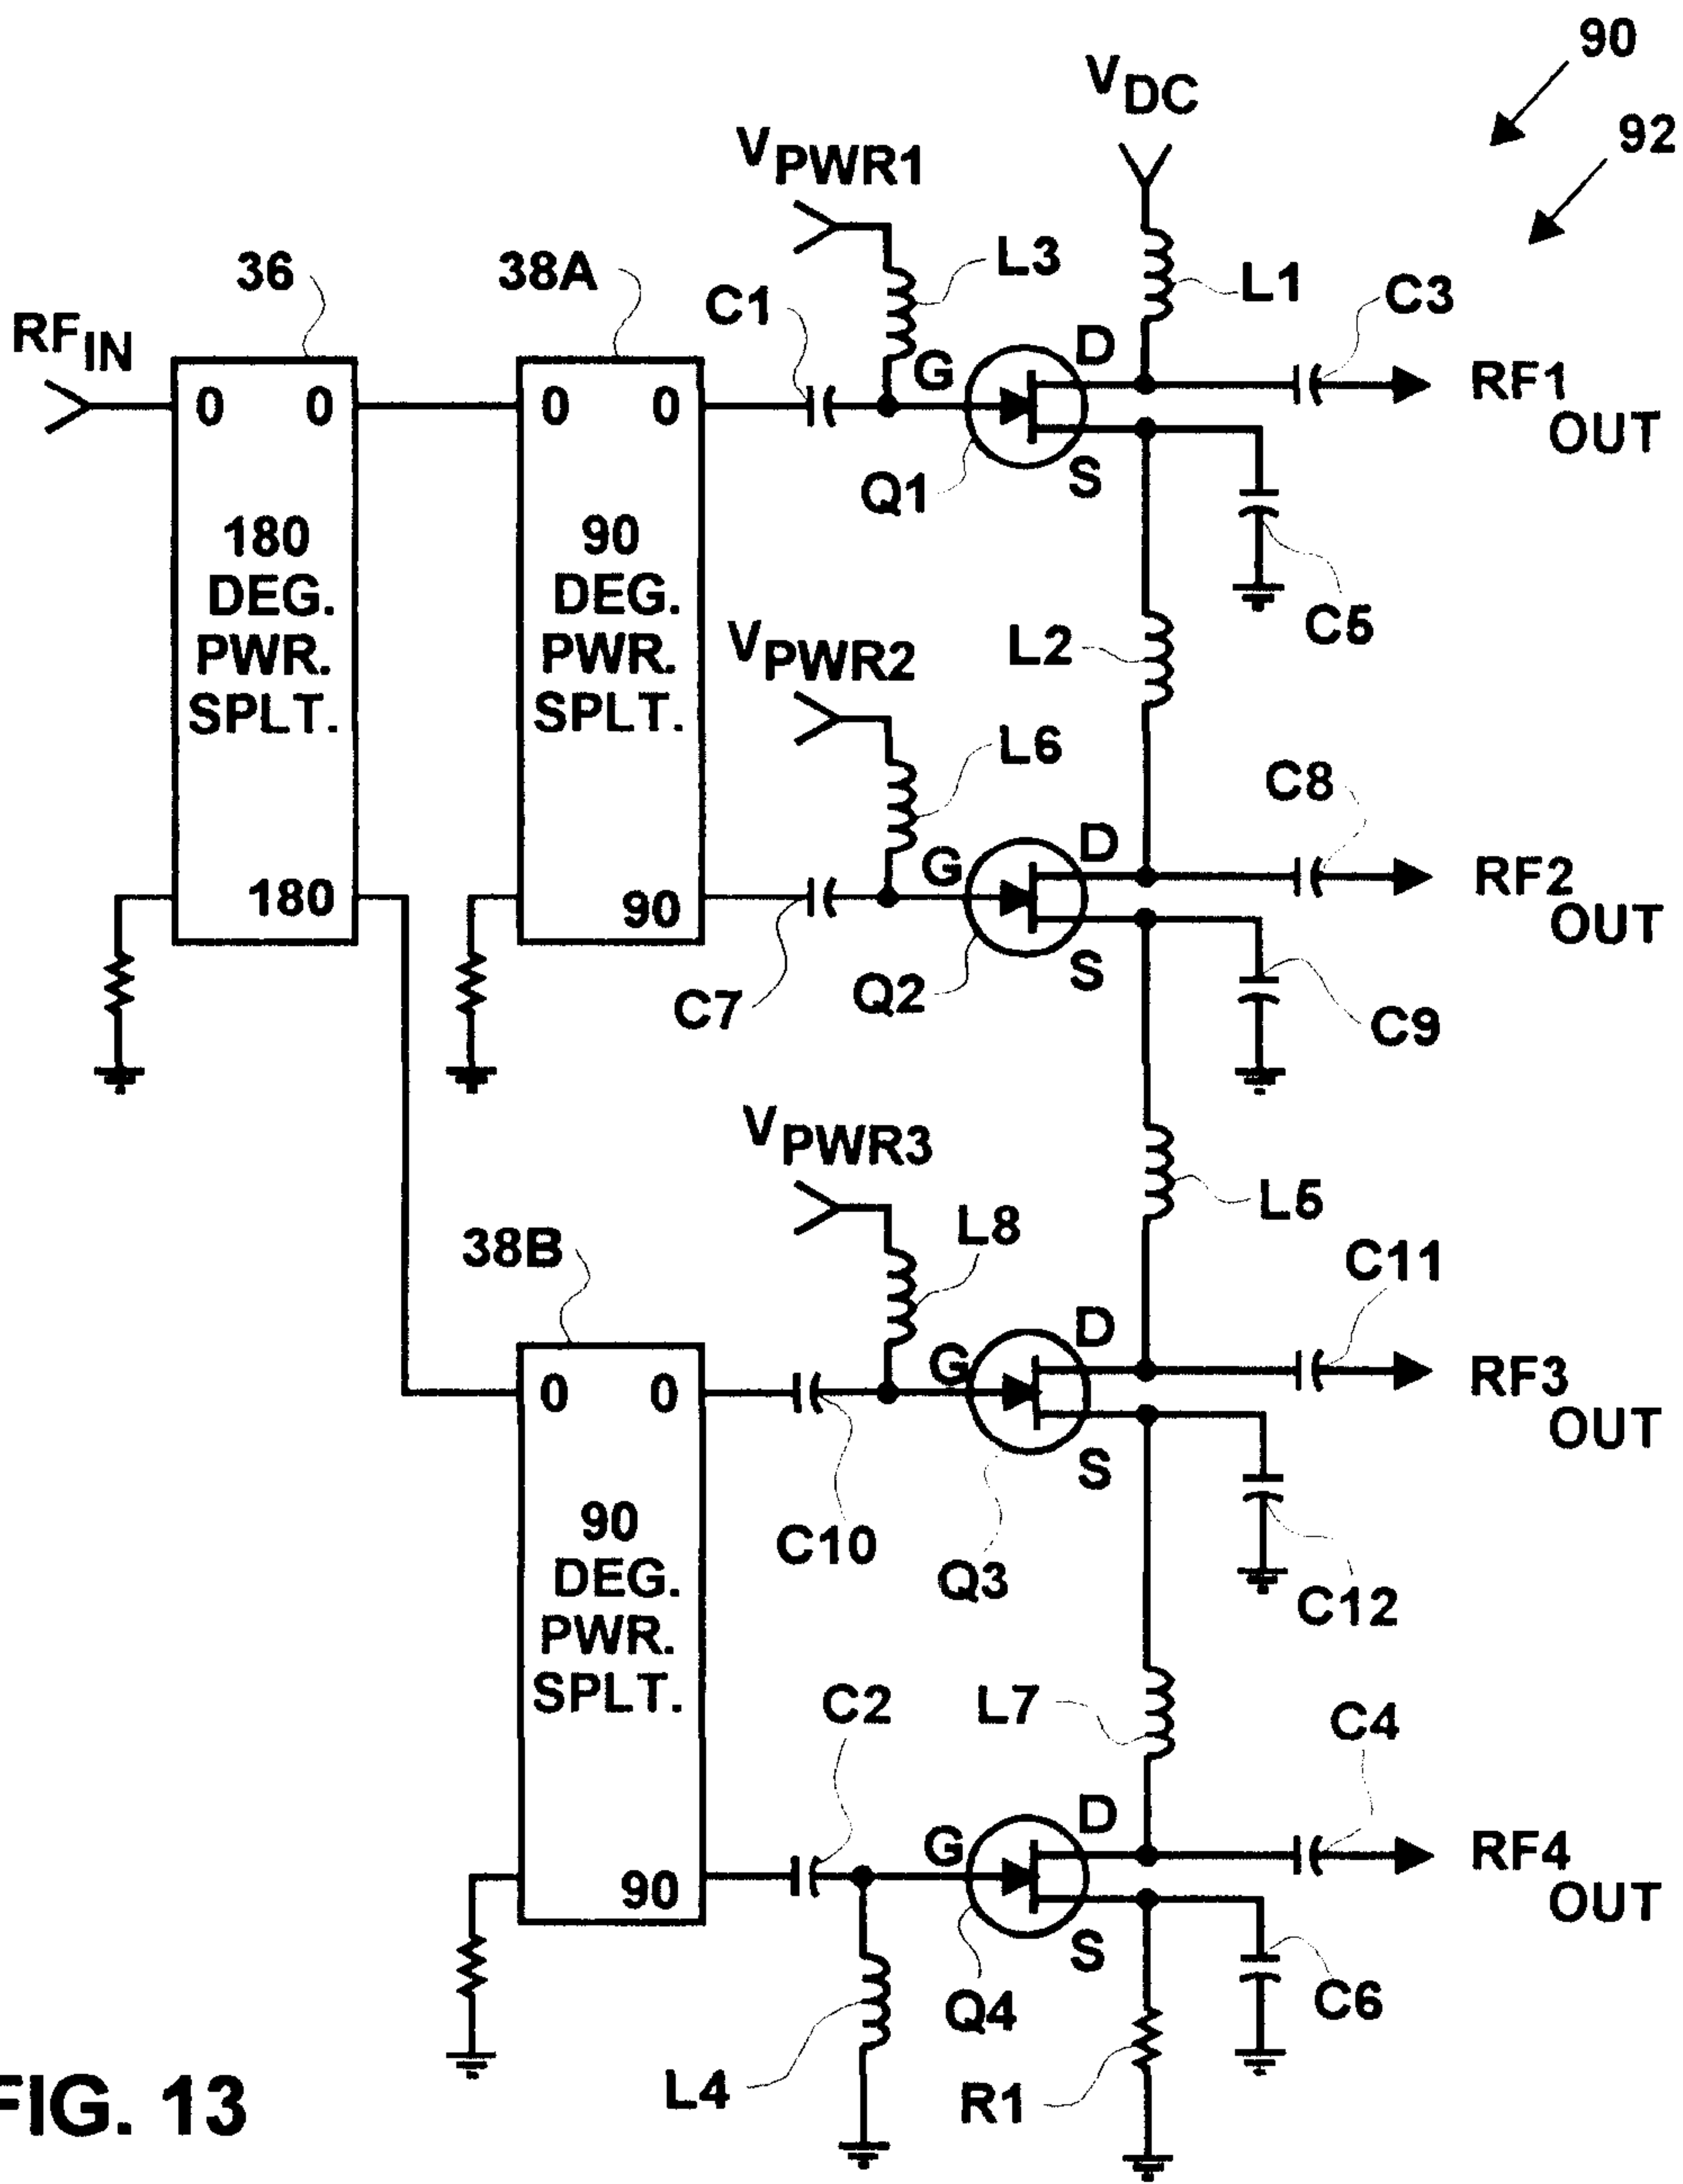 90
92
VDC
VPWR1
36
38A
C1
L3
L1
C3
RFIN
0 0
0 0
G
D
RF1 OUT
S
Q1
180
DEG.
PWR.
SPLT.
90
DEG.
PWR.
SPLT.
C5
VPWR2
L2
L6
C8
180
90
G
D
RF2 OUT
S
Q2
C7
C9
VPWR3
L5
38B
L8
C11
0 0
G
D
RF3 OUT
S
C10
Q3
C12
90
DEG.
PWR.
SPLT.
C2
L7
C4
90
G
D
RF4 OUT
S
Q4
C6
L4
R1
FIG. 13